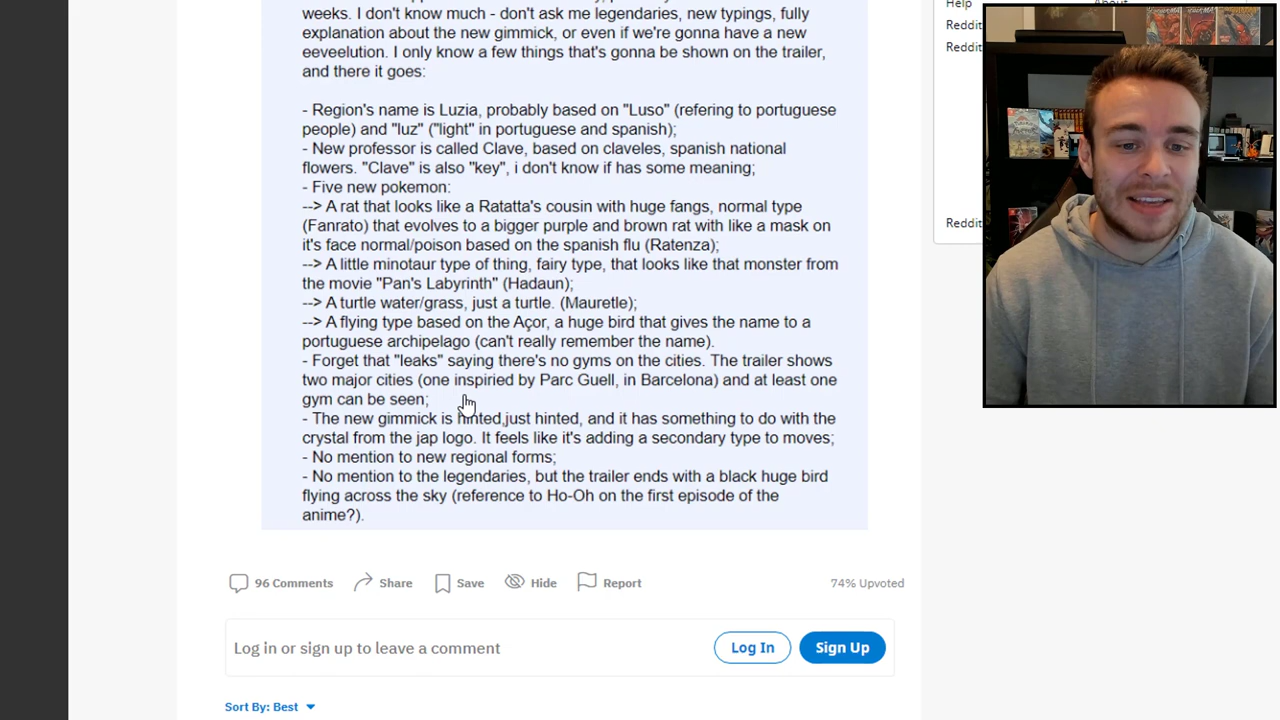 weeks. I don't know much - don't ask me legendaries, new typings, fully
explanation about the new gimmick, or even if we're gonna have a new
eeveelution. I only know a few things that's gonna be shown on the trailer,
and there it goes:
- Region's name is Luzia, probably based on "Luso" (refering to portuguese
people) and "luz" ("light" in portuguese and spanish);
- New professor is called Clave, based on claveles, spanish national
flowers. "Clave" is also "key", i don't know if has some meaning;
- Five new pokemon:
--> A rat that looks like a Ratatta's cousin with huge fangs, normal type
(Fanrato) that evolves to a bigger purple and brown rat with like a mask on
it's face normal/poison based on the spanish flu (Ratenza);
--> A little minotaur type of thing, fairy type, that looks like that monster from
the movie "Pan's Labyrinth" (Hadaun);
--> A turtle water/grass, just a turtle. (Mauretle);
--> A flying type based on the Açor, a huge bird that gives the name to a
portuguese archipelago (can't really remember the name).
- Forget that "leaks" saying there's no gyms on the cities. The trailer shows
two major cities (one inspiried by Parc Guell, in Barcelona) and at least one
gym can be seen;
- The new gimmick is hinted,just hinted, and it has something to do with the
crystal from the jap logo. It feels like it's adding a secondary type to moves;
- No mention to new regional forms;
- No mention to the legendaries, but the trailer ends with a black huge bird
flying across the sky (reference to Ho-Oh on the first episode of the
anime?).
96 Comments Share Save Hide Report 74% Upvoted
Log in or sign up to leave a comment Log In Sign Up
Sort By: Best
Help About
Reddit
Reddit
Reddit